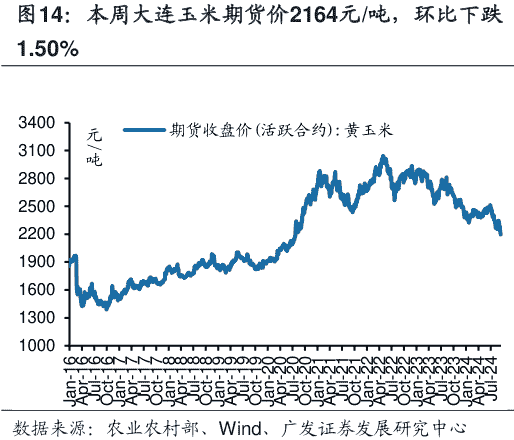 图14：本周大连玉米期货价2164元/吨，环比下跌
1.50%
元/吨
期货收盘价(活跃合约)：黄玉米
3400
3100
2800
2500
2200
1900
1600
1300
1000
Jan-16
Apr-16
Jul-16
Oct-16
Jan-17
Apr-17
Jul-17
Oct-17
Jan-18
Apr-18
Jul-18
Oct-18
Jan-19
Apr-19
Jul-19
Oct-19
Jan-20
Apr-20
Jul-20
Oct-20
Jan-21
Apr-21
Jul-21
Oct-21
Jan-22
Apr-22
Jul-22
Oct-22
Jan-23
Apr-23
Jul-23
Oct-23
Jan-24
Apr-24
Jul-24
数据来源：农业农村部、Wind、广发证券发展研究中心